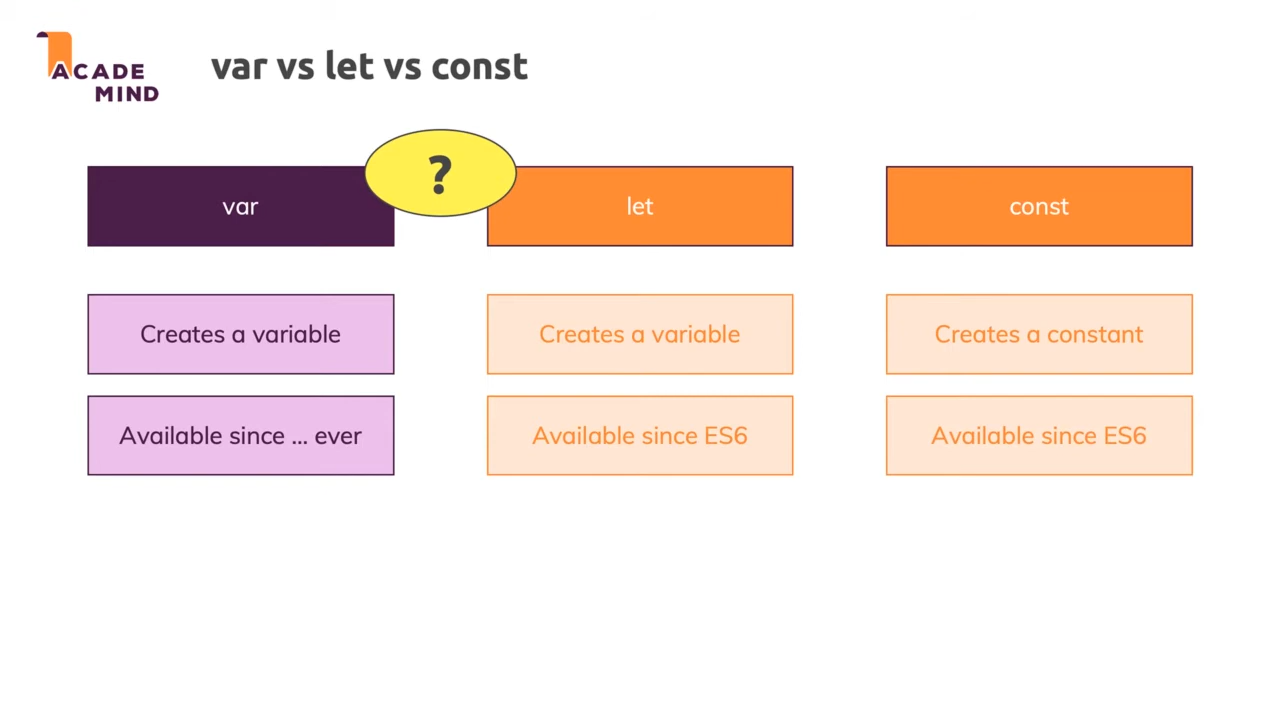 ACADE
MIND
var vs let vs const
?
var
let
const
Creates a variable
Creates a variable
Creates a constant
Available since ... ever
Available since ES6
Available since ES6